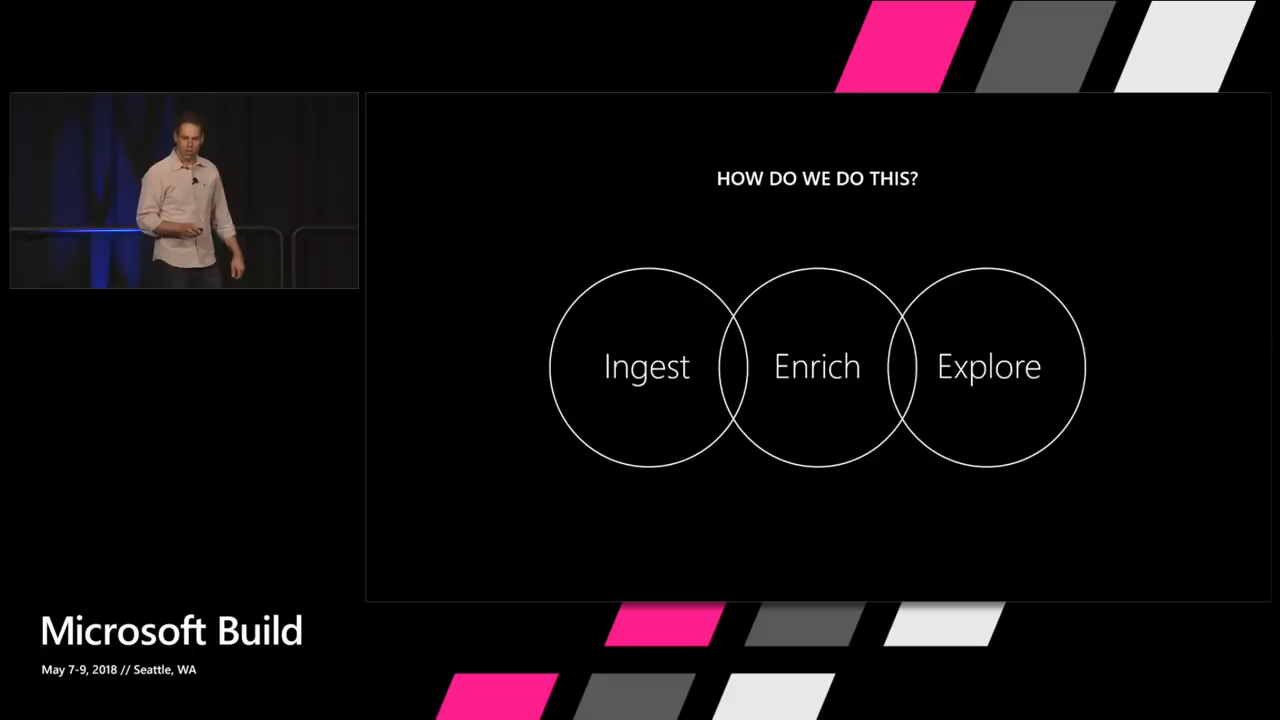 HOW DO WE DO THIS?
Ingest
Enrich
Explore
Microsoft Build
May 7-9, 2018 // Seattle, WA